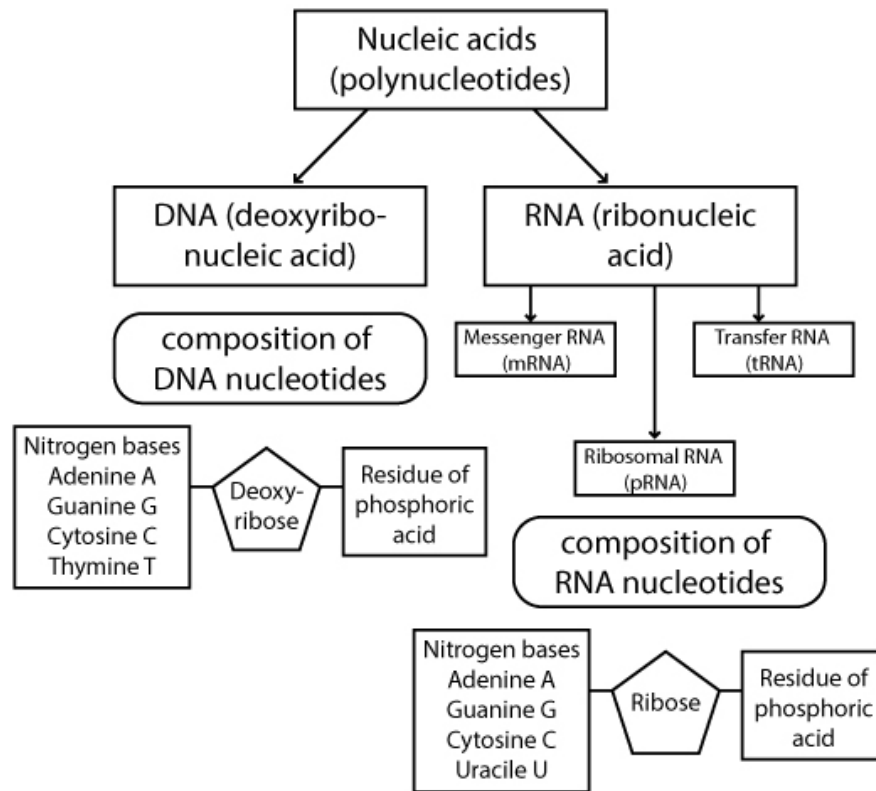 Nucleic acids
(polynucleotides)
DNA (deoxyribo-
nucleic acid)
RNA (ribonucleic
acid)
Messenger RNA
(mRNA)
Transfer RNA
(tRNA)
Ribosomal RNA
(pRNA)
composition of
DNA nucleotides
Nitrogen bases
Adenine A
Guanine G
Cytosine C
Thymine T
Deoxy-
ribose
Residue of
phosphoric
acid
composition of
RNA nucleotides
Nitrogen bases
Adenine A
Guanine G
Cytosine C
Uracile U
Ribose
Residue of
phosphoric
acid